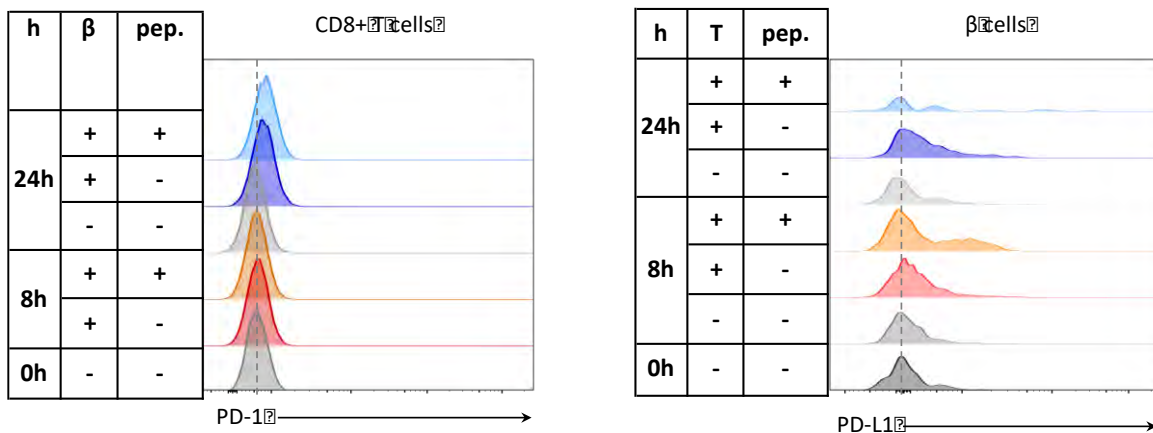 h β pep.
24h + +
+ -
- -
8h + +
+ -
0h - -
CD8+ T cells
PD-1
h T pep.
24h + +
+ -
- -
8h + +
+ -
- -
0h - -
β cells
PD-L1